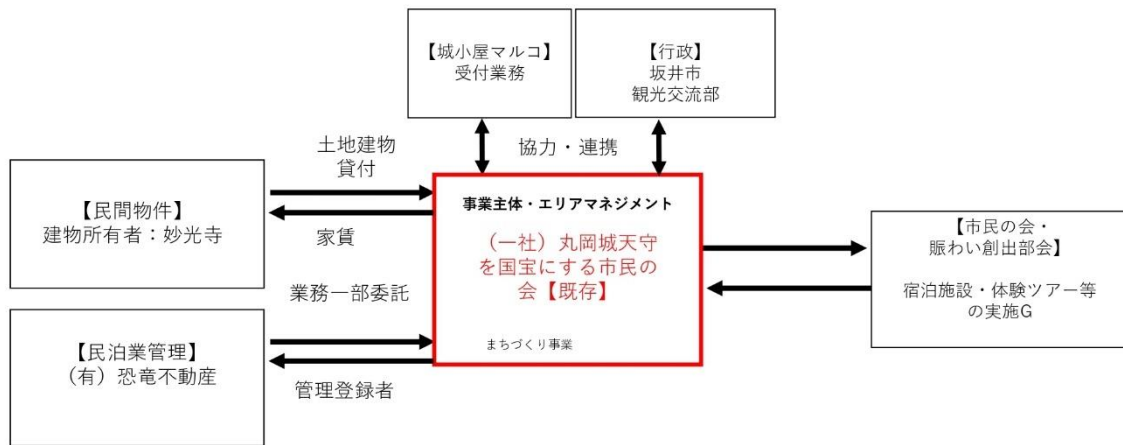 【城小屋マルコ】
受付業務
【行政】
坂井市
観光交流部
土地建物
貸付
協力・連携
【民間物件】
建物所有者：妙光寺
家賃
事業主体・エリアマネジメント
（一社）丸岡城天守
を国宝にする市民の
会【既存】
まちづくり事業
【市民の会・
賑わい創出部会】
宿泊施設・体験ツアー等
の実施G
業務一部委託
【民泊業管理】
（有）恐竜不動産
管理登録者